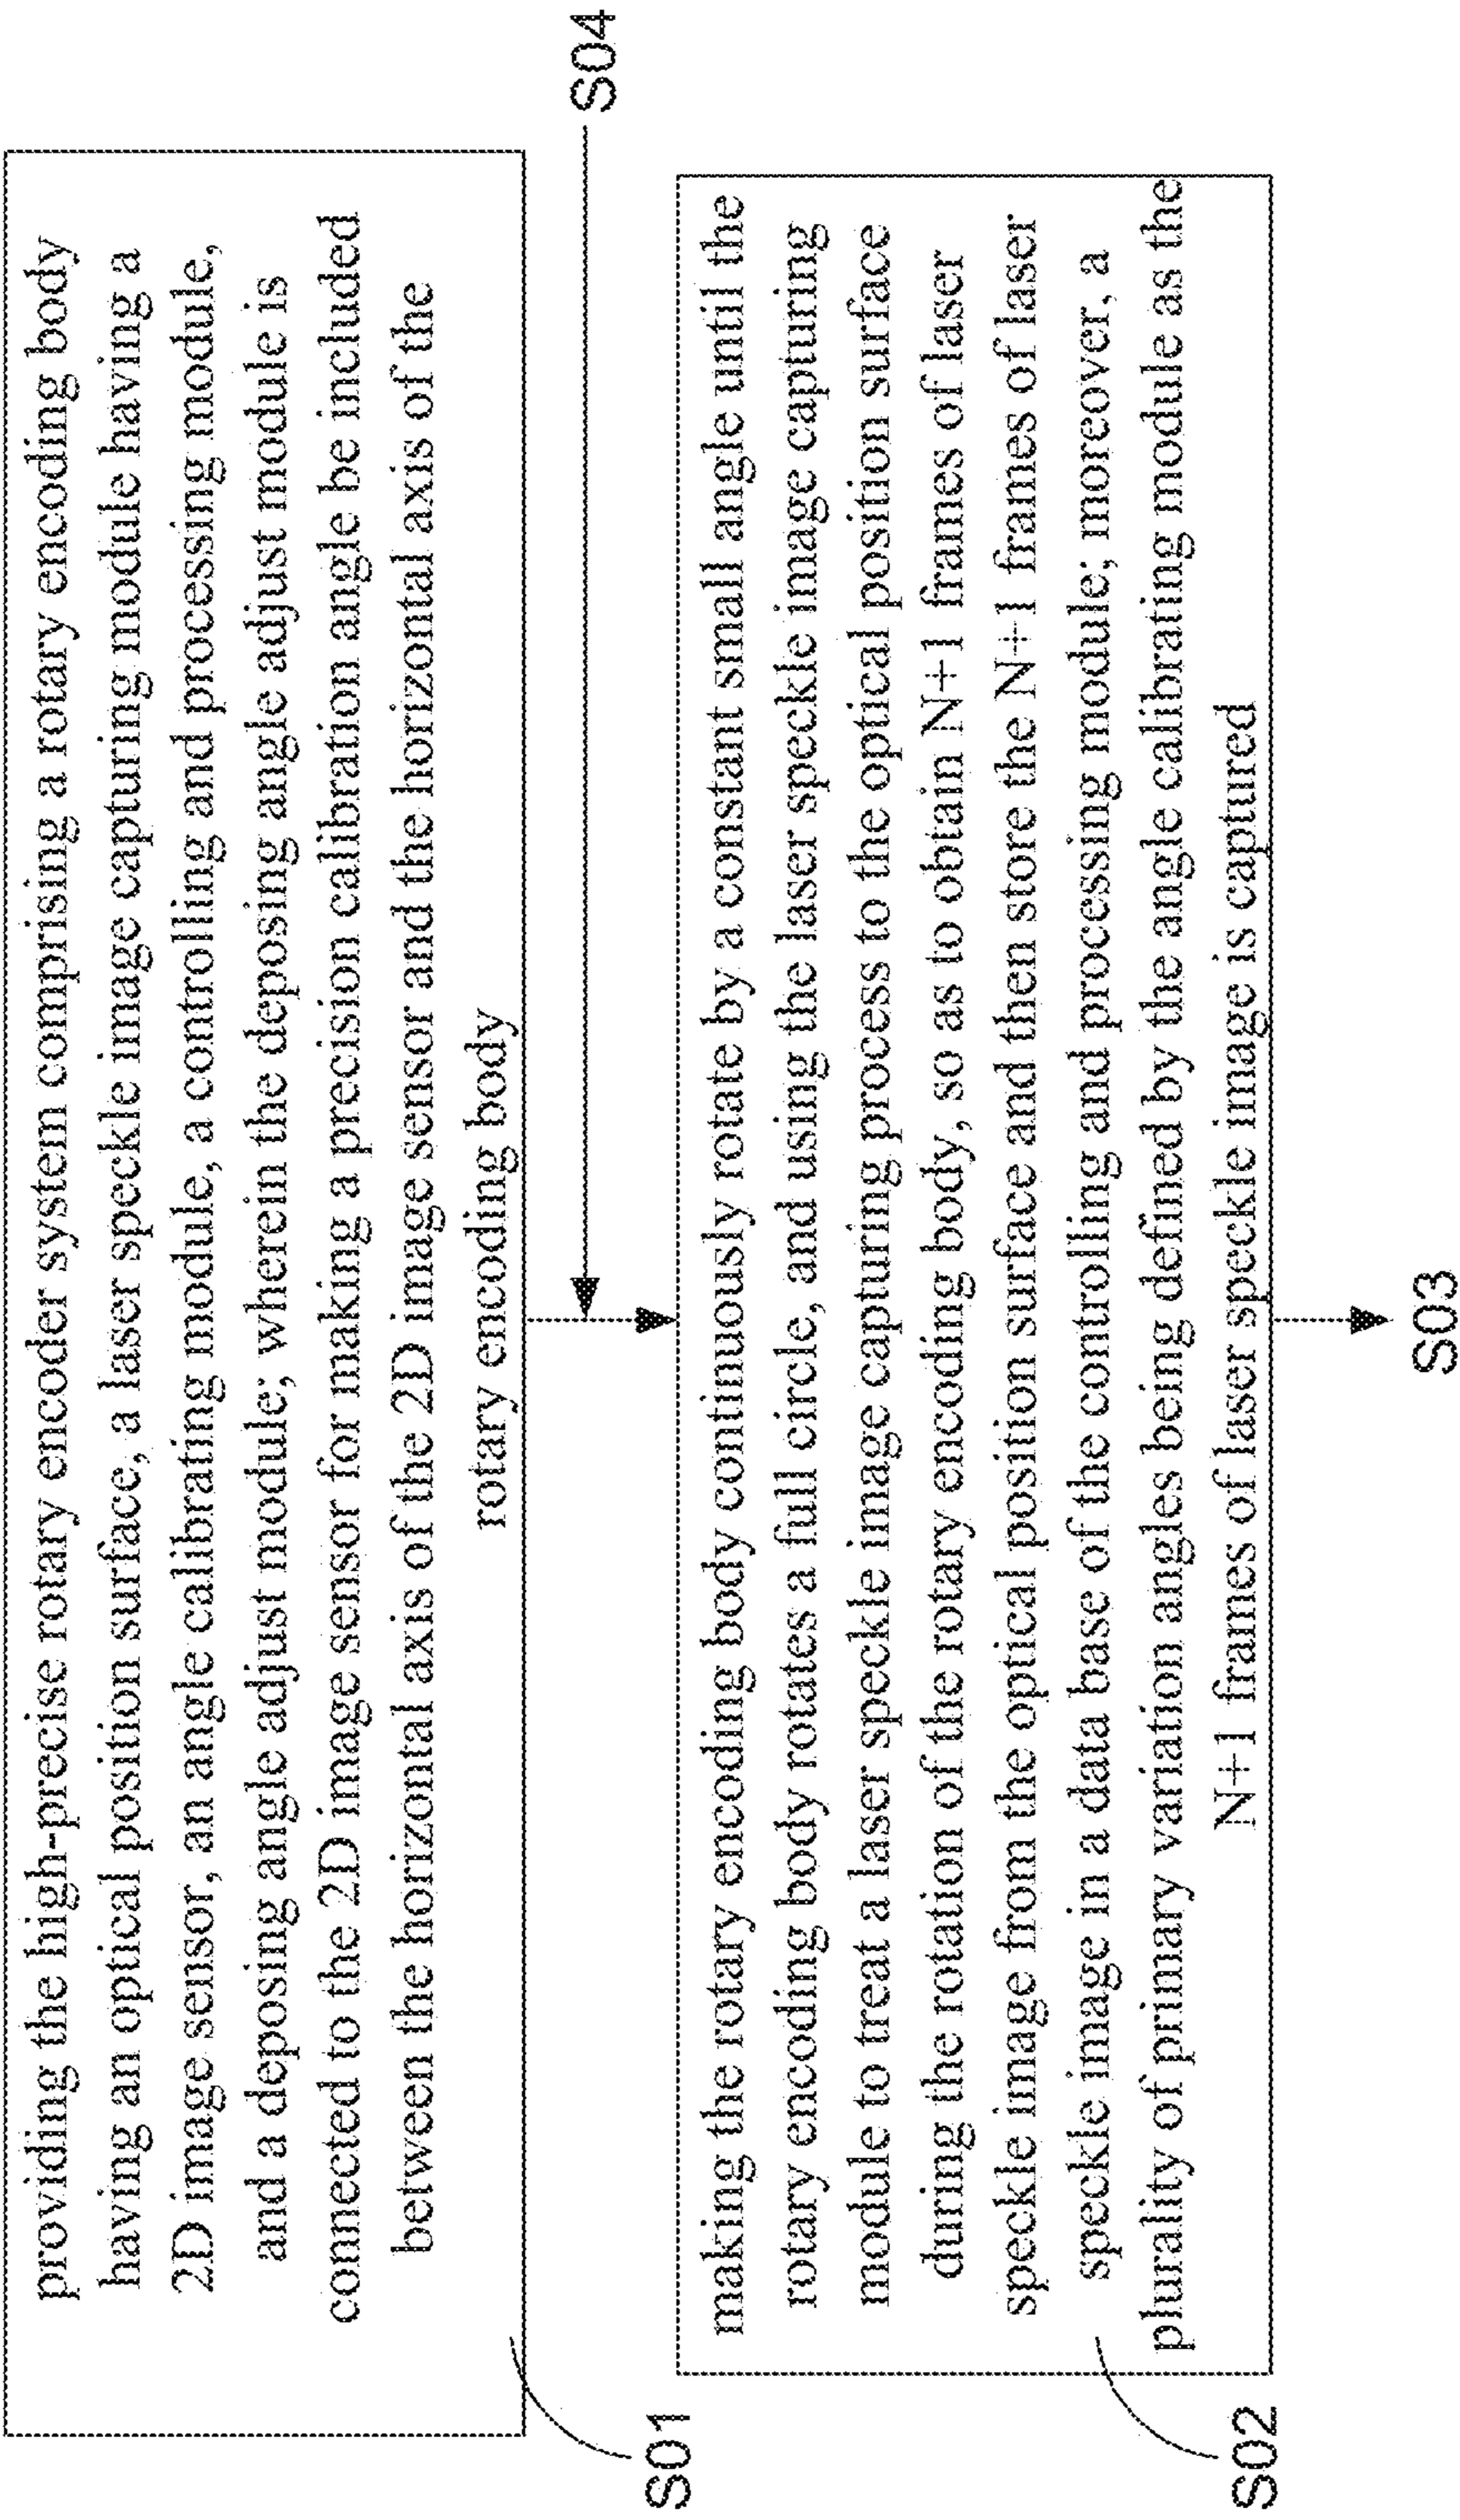 providing the high-precise rotary encoder system comprising a rotary encoding body
having an optical position surface, a laser speckle image capturing module having a
2D image sensor, an angle calibrating module, a controlling and processing module,
and a deposing angle adjust module; wherein the deposing angle adjust module is
connected to the 2D image sensor for making a precision calibration angle be included
between the horizontal axis of the 2D image sensor and the horizontal axis of the
rotary encoding body
S01
S04
making the rotary encoding body continuously rotate by a constant small angle until the
rotary encoding body rotates a full circle, and using the laser speckle image capturing
module to treat a laser speckle image capturing process to the optical position surface
during the rotation of the rotary encoding body, so as to obtain N+1 frames of laser
speckle image from the optical position surface and then store the N+1 frames of laser
speckle image in a data base of the controlling and processing module; moreover, a
plurality of primary variation angles being defined by the angle calibrating module as the
N+1 frames of laser speckle image is captured
S02
S03